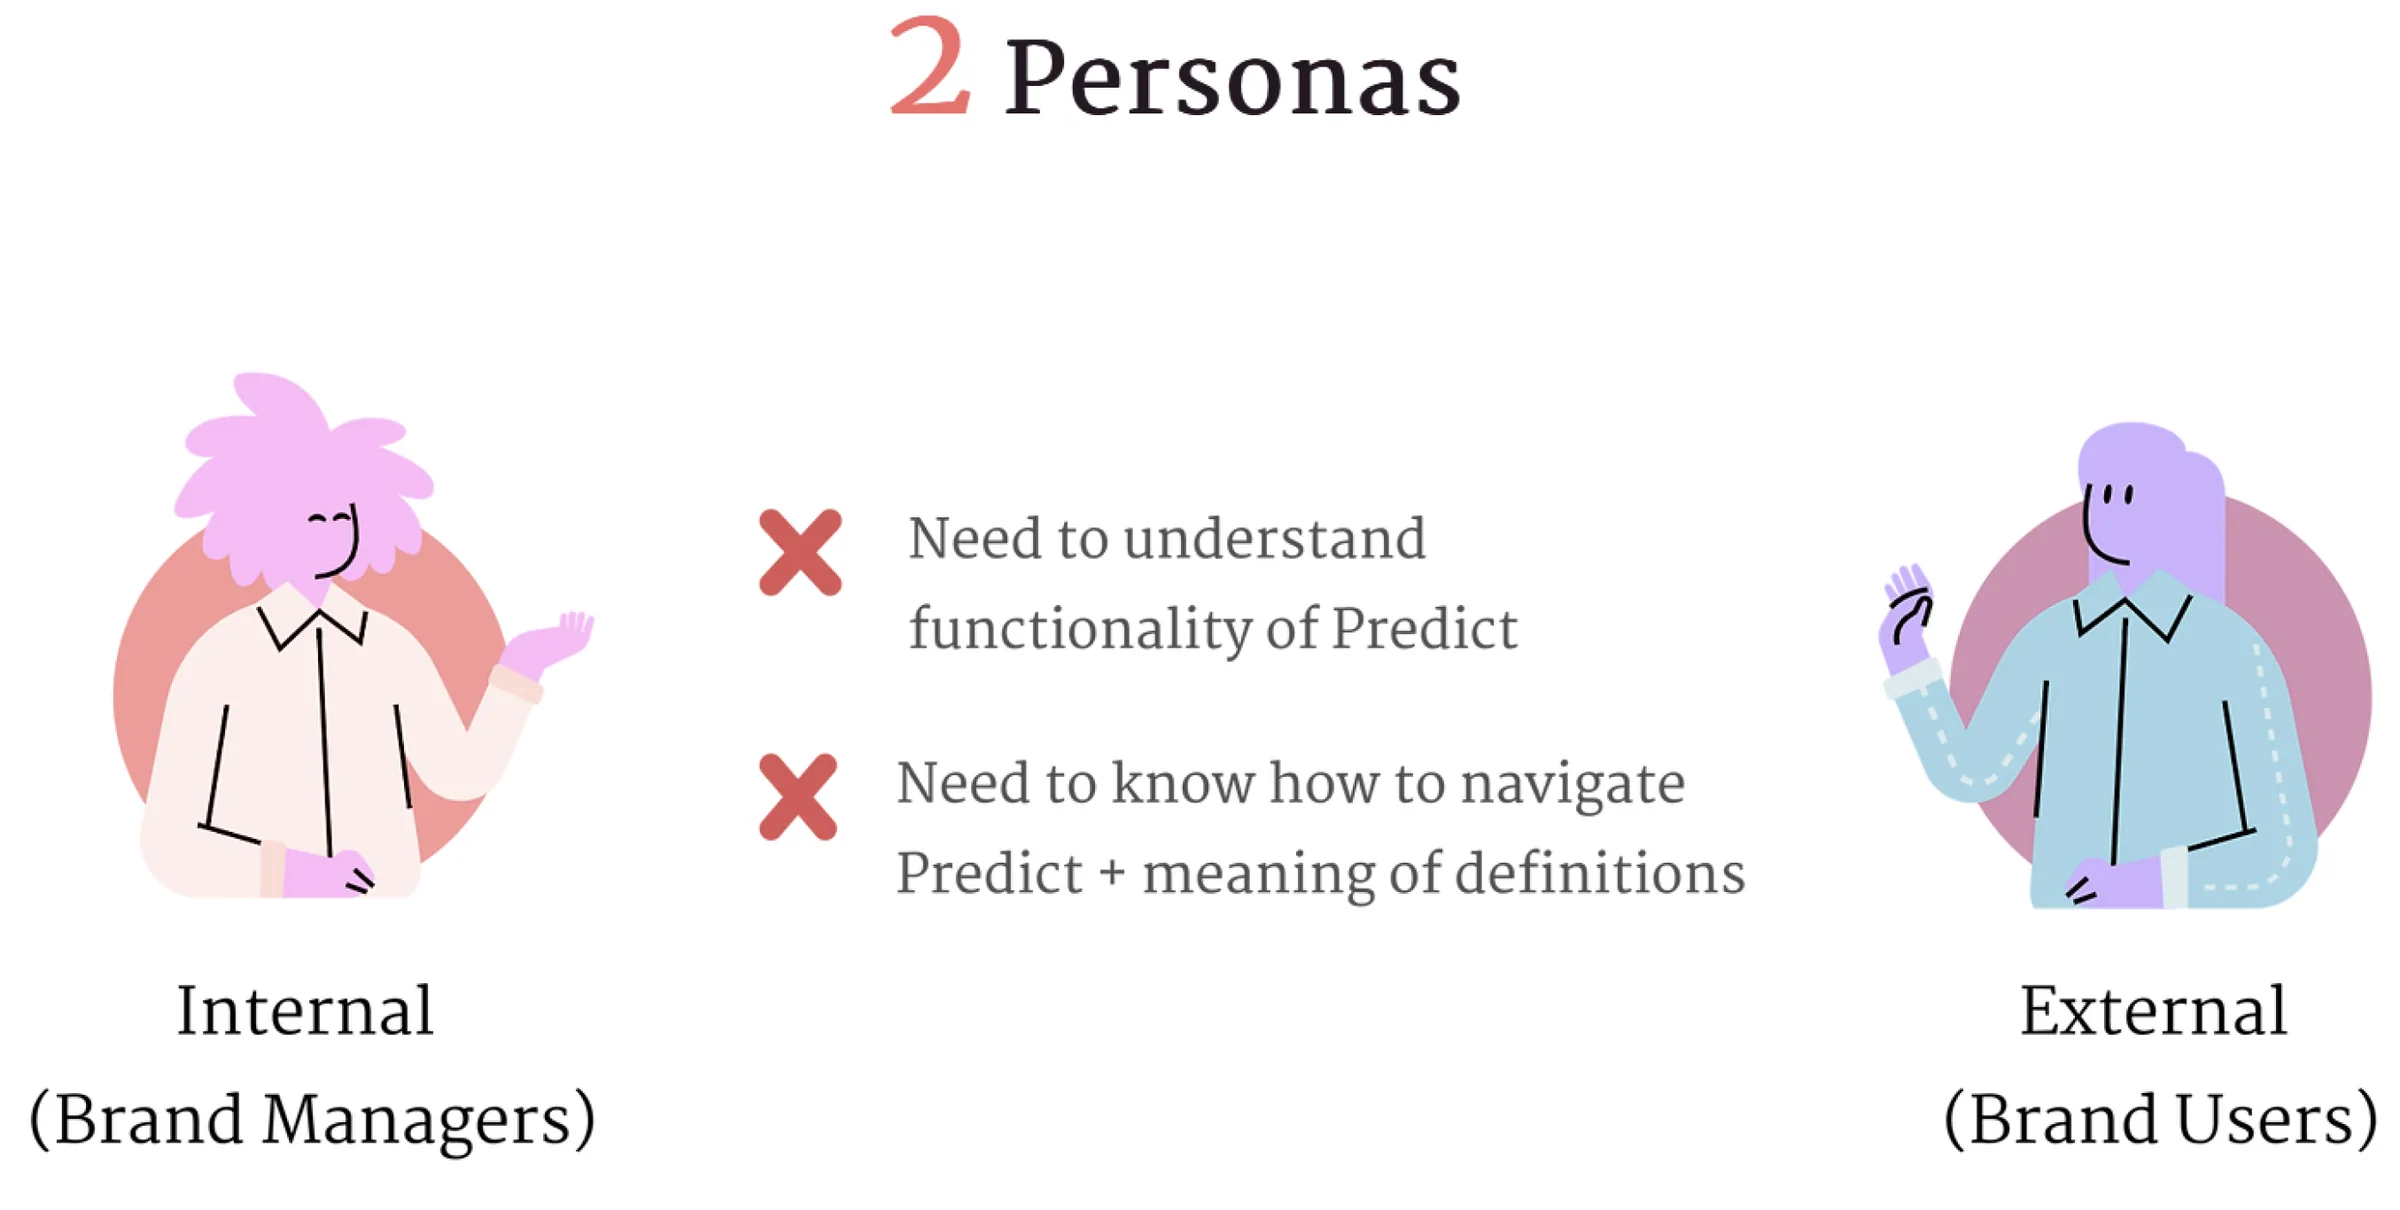 2 Personas
Need to understand
functionality of Predict
Need to know how to navigate
Predict + meaning of definitions
Internal
(Brand Managers)
External
(Brand Users)